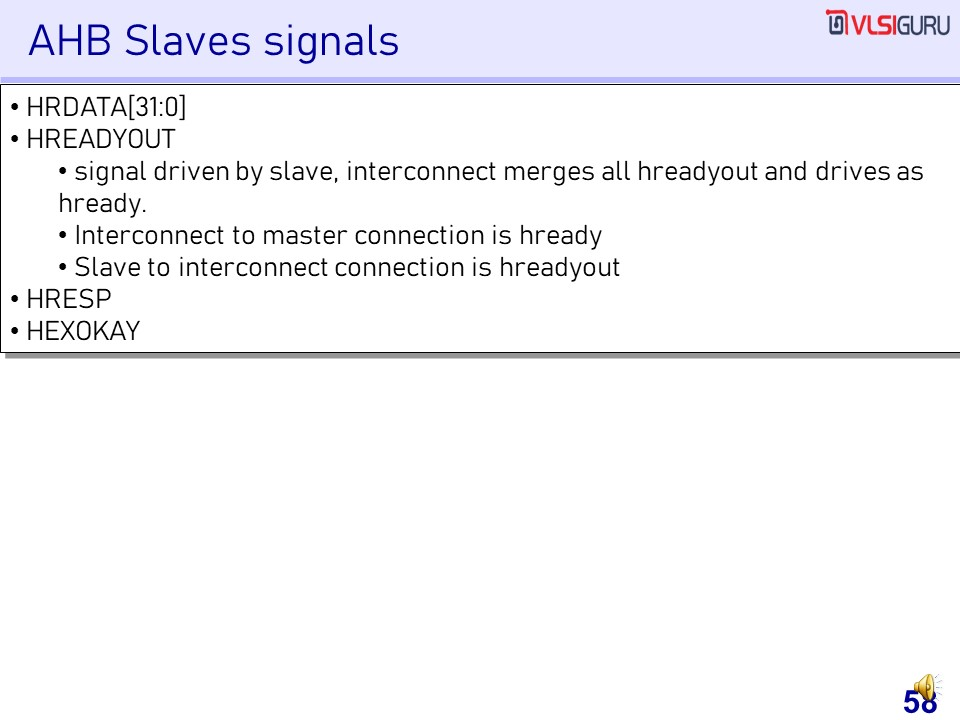 AHB Slaves signals
VLSIGURU
• HRDATA[31:0]
• HREADYOUT
• signal driven by slave, interconnect merges all hreadyout and drives as
hready.
• Interconnect to master connection is hready
• Slave to interconnect connection is hreadyout
• HRESP
• HEXOKAY
58